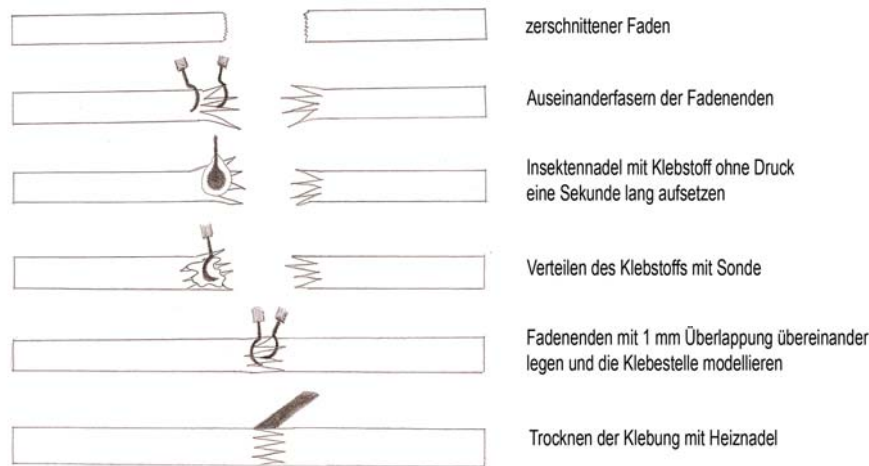 zerschnittener Faden
Auseinanderfasern der Fadenenden
Insektennadel mit Klebstoff ohne Druck
eine Sekunde lang aufsetzen
Verteilen des Klebstoffs mit Sonde
Fadenenden mit 1 mm Überlappung übereinander
legen und die Klebestelle modellieren
Trocknen der Klebung mit Heiznadel